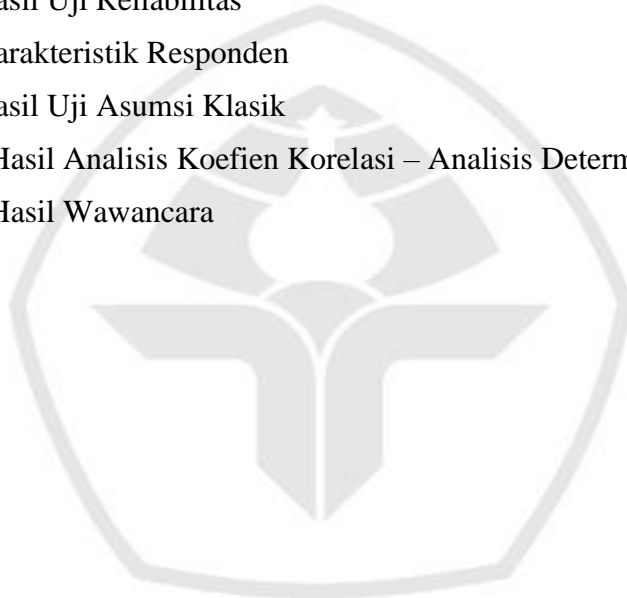 asil Uji Reliabilitas
arakteristik Responden
asil Uji Asumsi Klasik
Hasil Analisis Koefien Korelasi – Analisis Determ
Hasil Wawancara